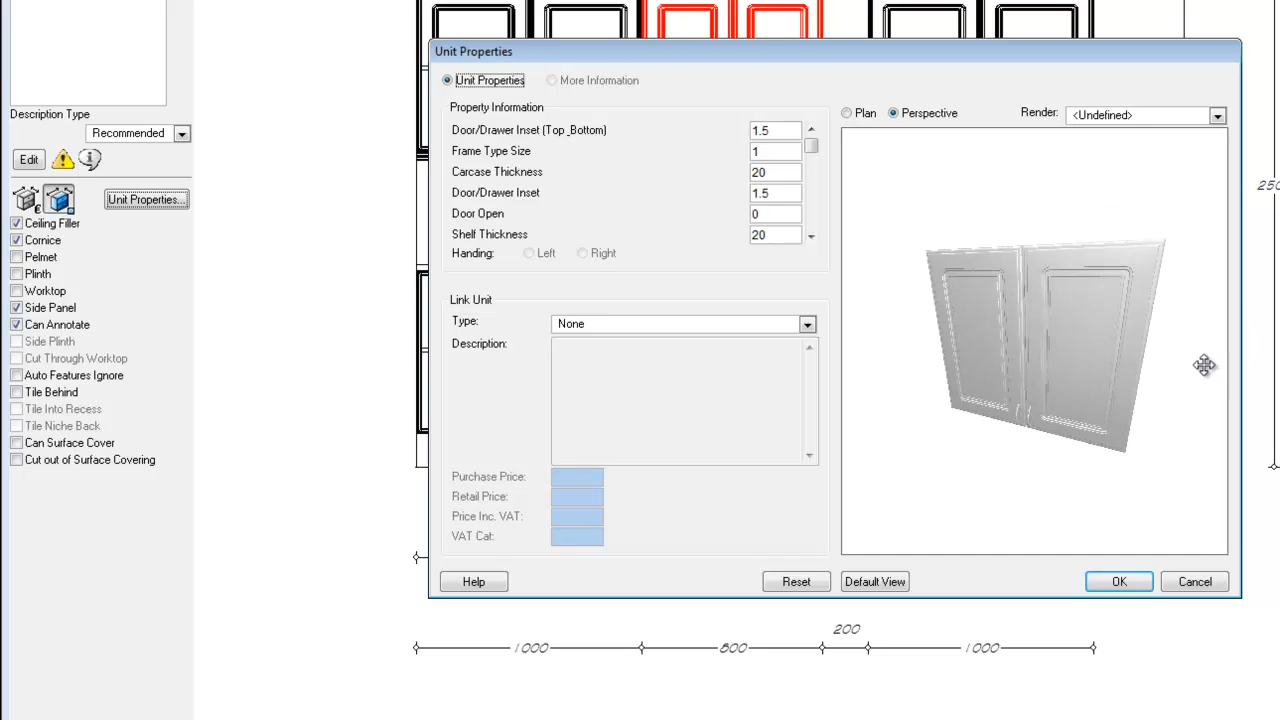 Description Type
Recommended
Edit
€
Unit Properties...
Ceiling Filler
Cornice
Pelmet
Plinth
Worktop
Side Panel
Can Annotate
Side Plinth
Cut Through Worktop
Auto Features Ignore
Tile Behind
Tile Into Recess
Tile Niche Back
Can Surface Cover
Cut out of Surface Covering
Unit Properties
Unit Properties More Information
Property Information
Door/Drawer Inset (Top_Bottom) 1.5
Frame Type Size 1
Carcase Thickness 20
Door/Drawer Inset 1.5
Door Open 0
Shelf Thickness 20
Handing: Left Right
Link Unit
Type: None
Description:
Purchase Price:
Retail Price:
Price Inc. VAT:
VAT Cat:
Plan Perspective Render: <Undefined>
Help Reset Default View OK Cancel
200
1000 800 1000